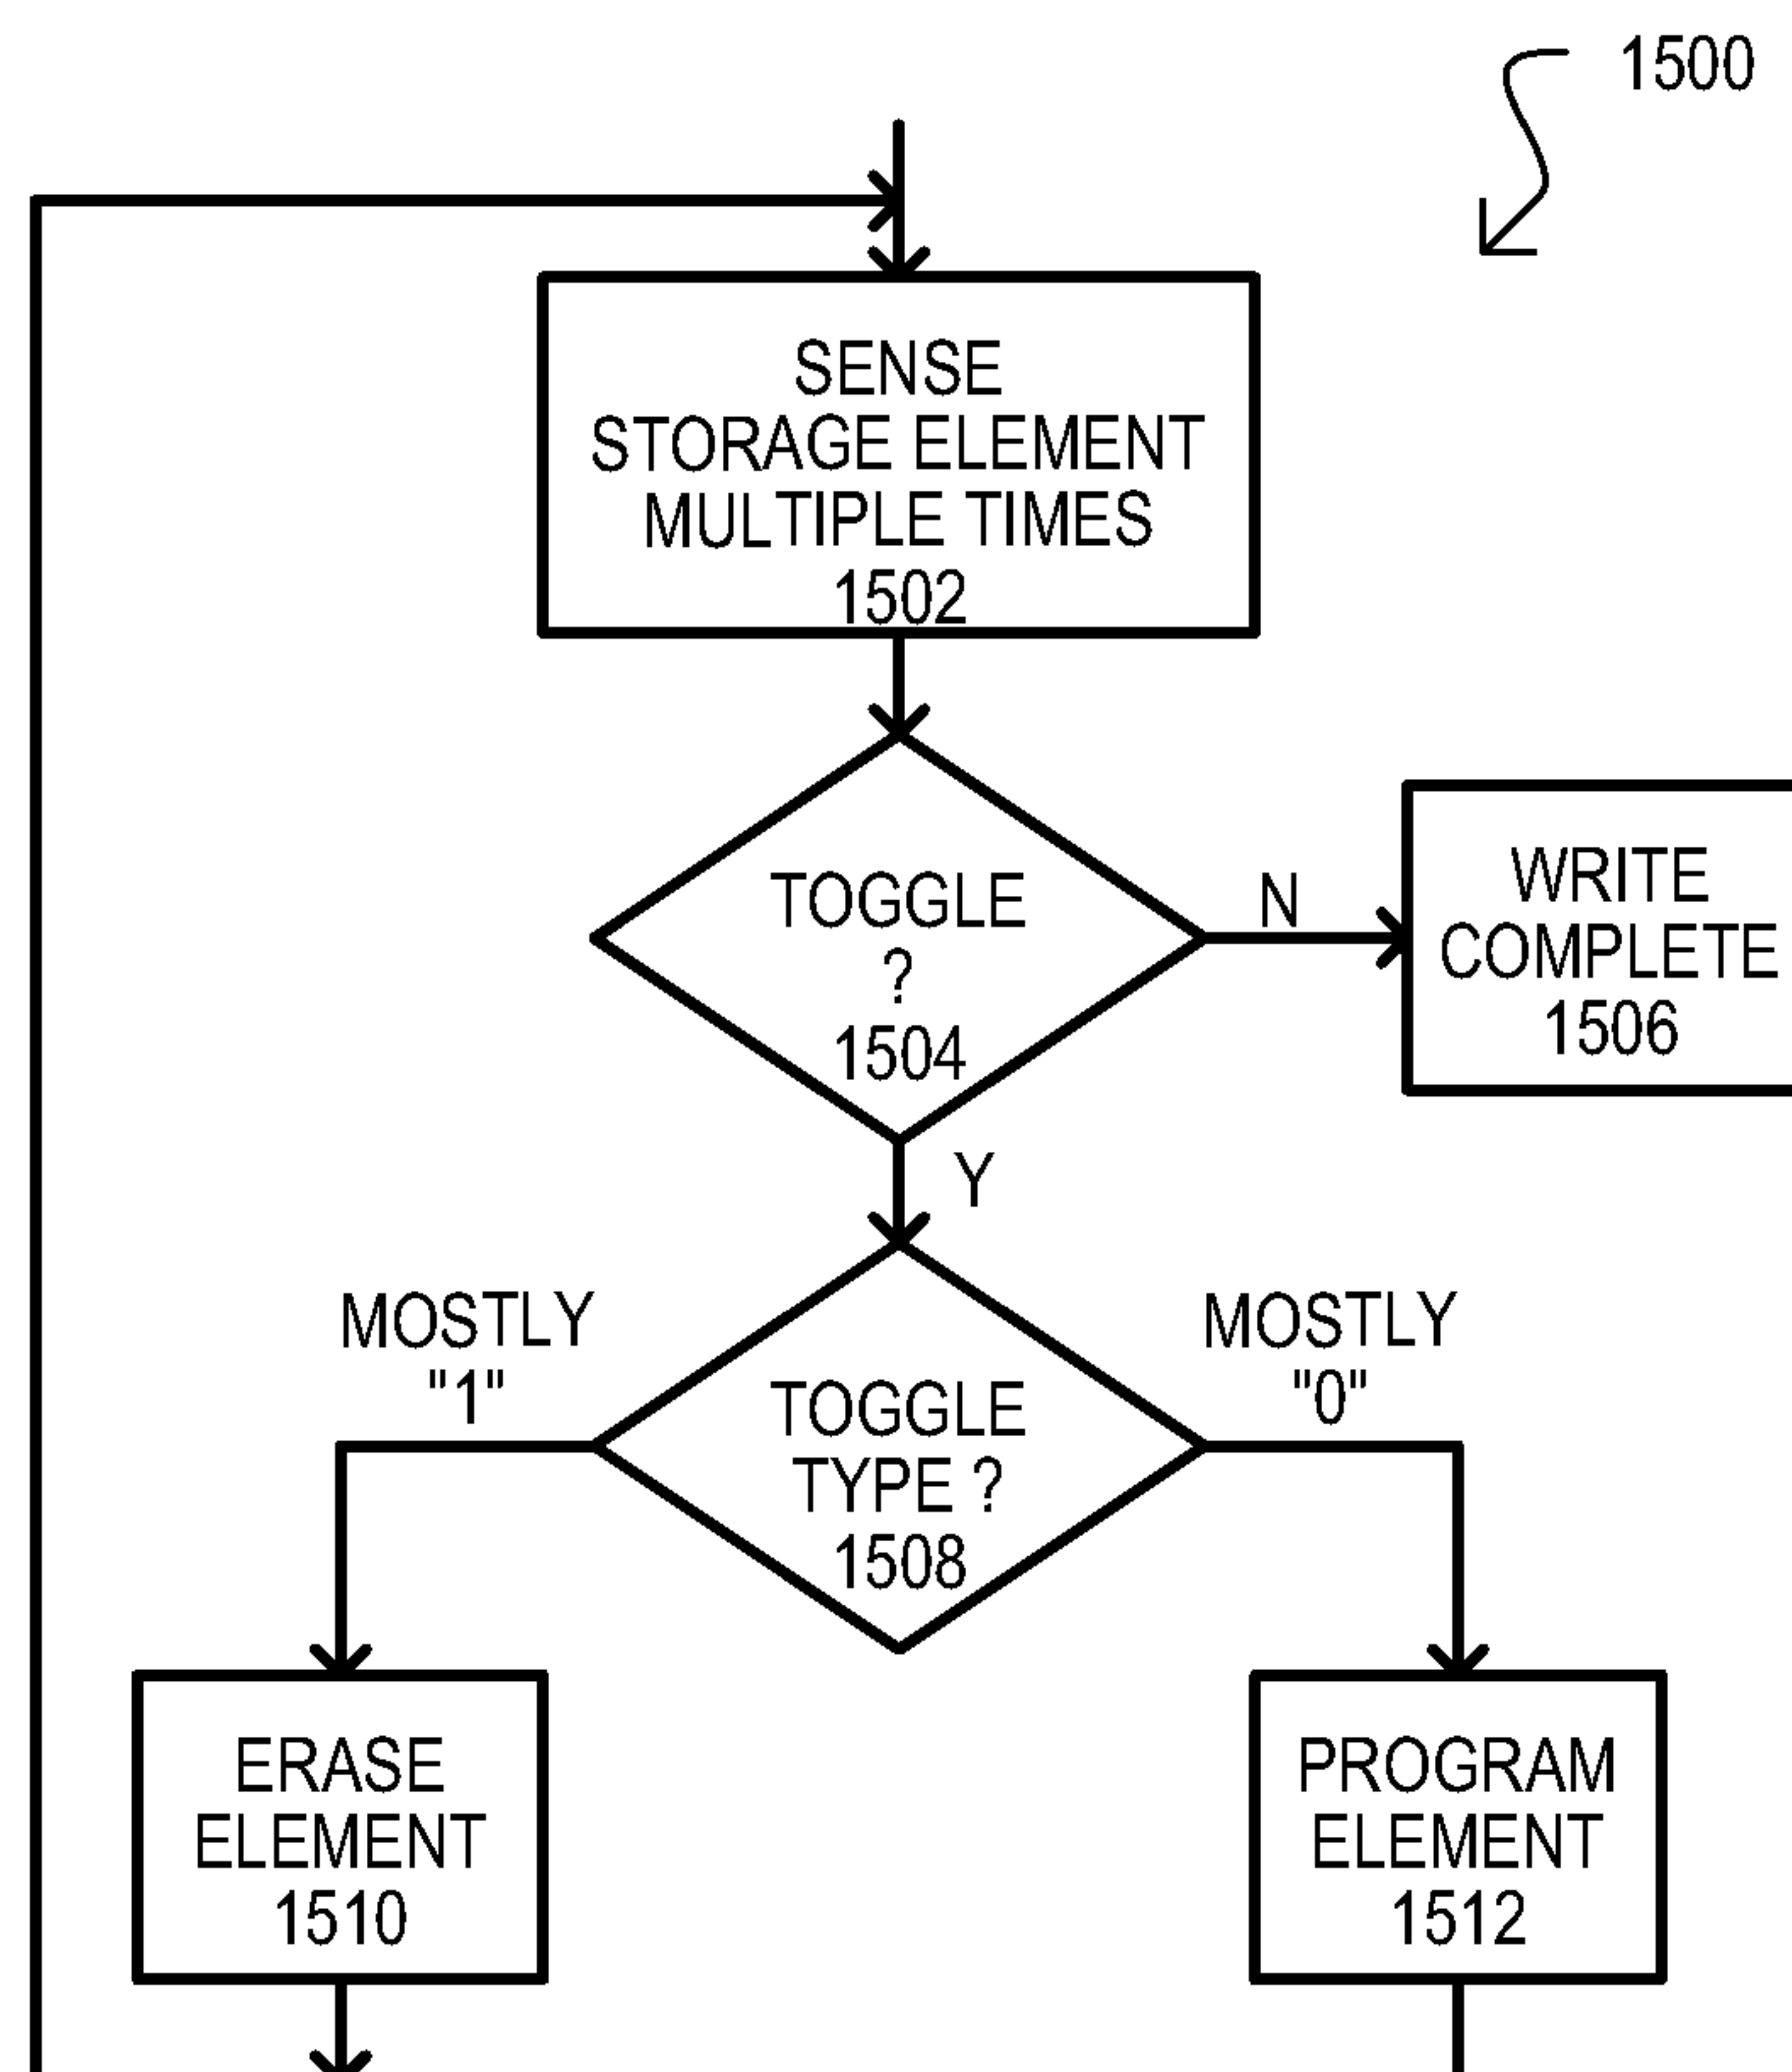 1500
SENSE
STORAGE ELEMENT
MULTIPLE TIMES
1502
TOGGLE
?
1504
N
WRITE
COMPLETE
1506
Y
MOSTLY
"1"
MOSTLY
"0"
TOGGLE
TYPE ?
1508
ERASE
ELEMENT
1510
PROGRAM
ELEMENT
1512